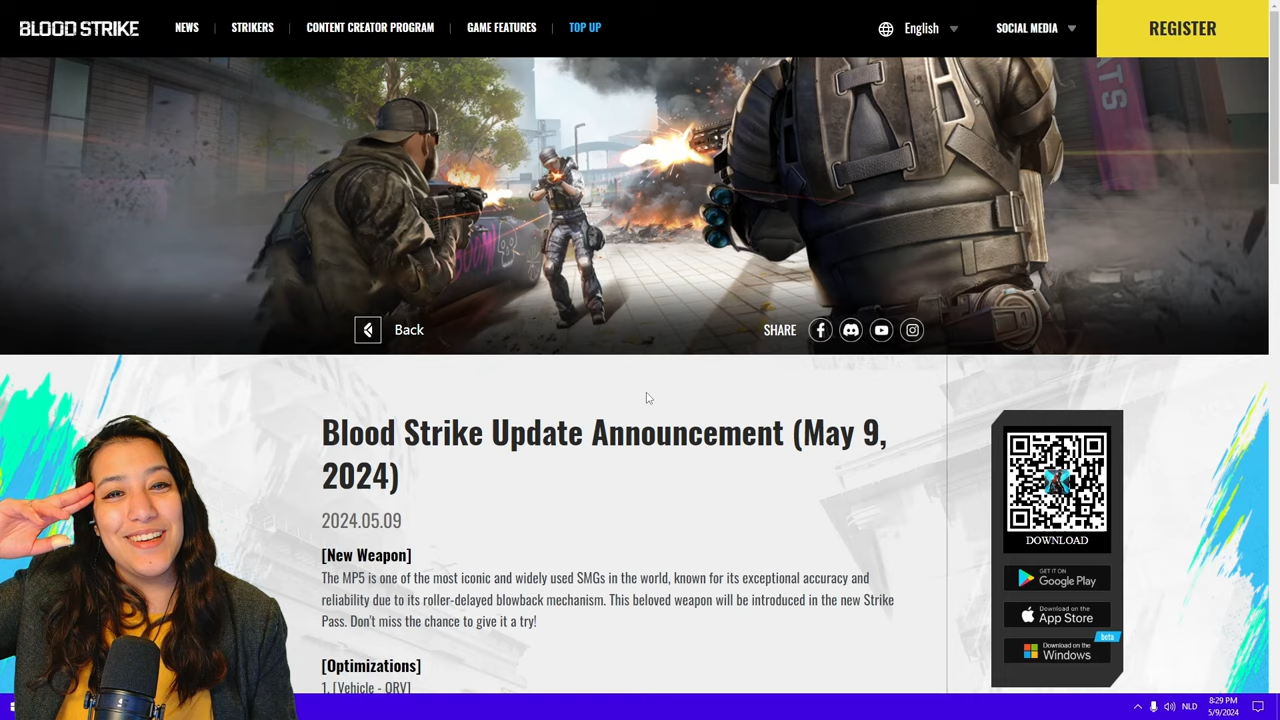 BLOOD STRIKE
NEWS
STRIKERS
CONTENT CREATOR PROGRAM
GAME FEATURES
TOP UP
English
SOCIAL MEDIA
REGISTER
ATS
BOOM!
Back
SHARE
Blood Strike Update Announcement (May 9,
2024)
2024.05.09
[New Weapon]
The MP5 is one of the most iconic and widely used SMGs in the world, known for its exceptional accuracy and
reliability due to its roller-delayed blowback mechanism. This beloved weapon will be introduced in the new Strike
Pass. Don't miss the chance to give it a try!
[Optimizations]
1. [Vehicle - QRV]
DOWNLOAD
GET IT ON
Google Play
Download on the
App Store
beta
Download on the
Windows
NLD
8:29 PM
5/9/2024